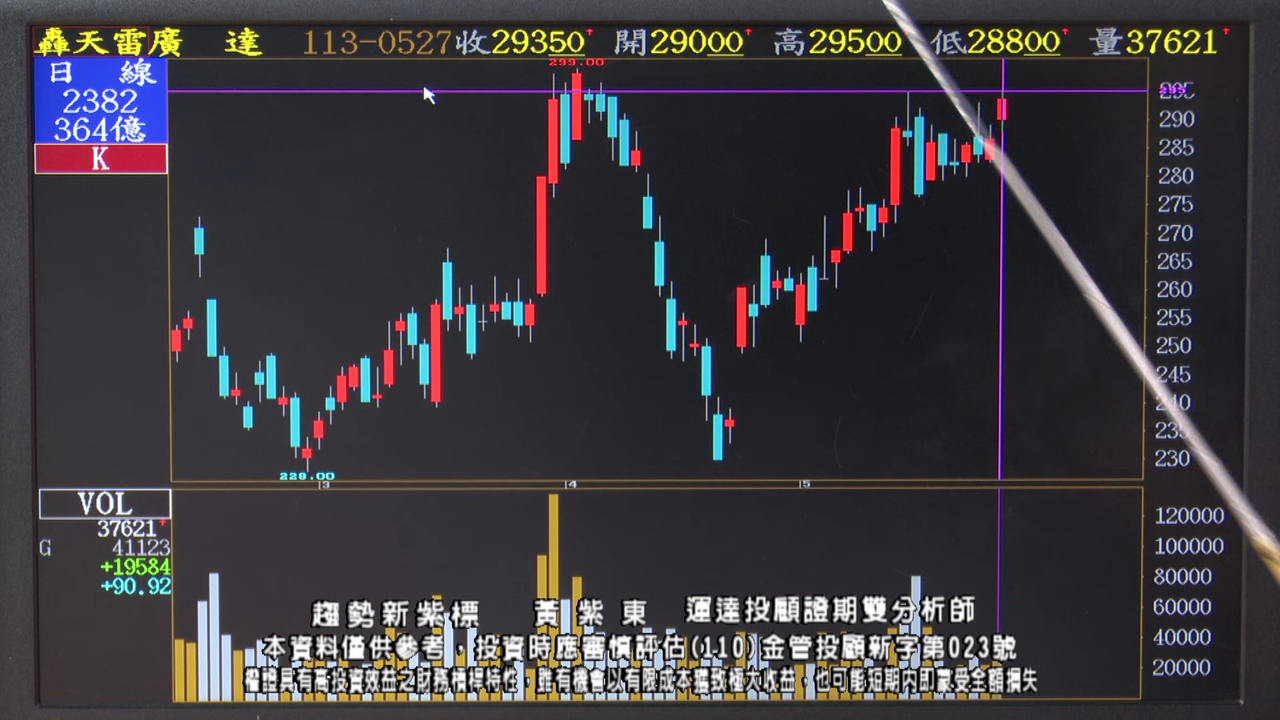 轟天雷廣 達 113-0527收29350↑ 開29000↑ 高29500 低28800↑ 量37621↑
日 線
2382
364億
K
299.00
290
285
280
275
270
265
260
255
250
245
240
235
230
228.00
3 4 5
VOL
37621↑
G 41123
+19584
+90.92
120000
100000
80000
60000
40000
20000
趨勢新紫標 黃紫東 運達投顧證期雙分析師
本資料僅供參考，投資時應審慎評估(110)金管投顧新字第023號
權證具有高投資效益之財務槓桿特性，雖有機會以有限成本獲致極大收益，也可能短期內即蒙受全額損失